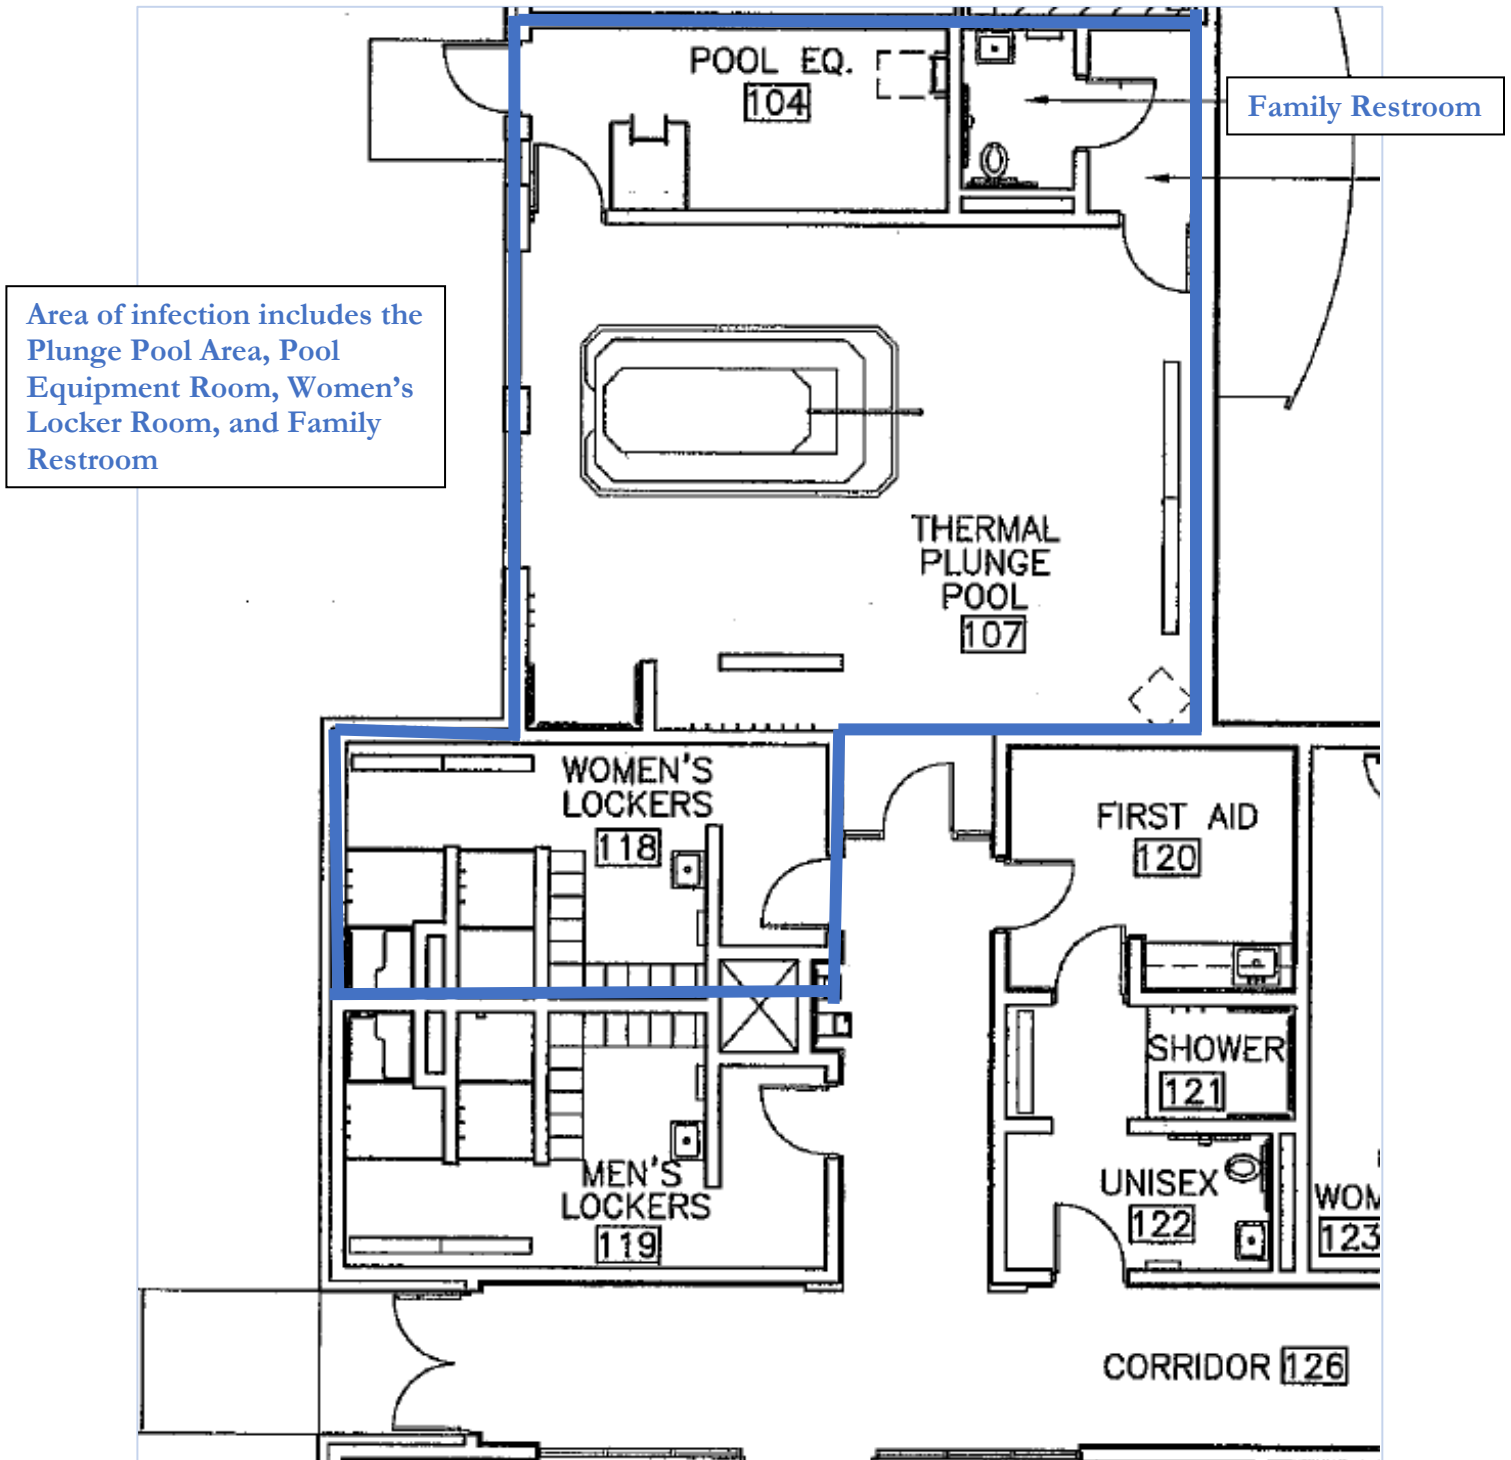 POOL EQ.
104
Family Restroom
Area of infection includes the
Plunge Pool Area, Pool
Equipment Room, Women’s
Locker Room, and Family
Restroom
THERMAL
PLUNGE
POOL
107
WOMEN'S
LOCKERS
118
FIRST AID
120
SHOWER
121
MEN'S
LOCKERS
119
UNISEX
122
WOM
123
CORRIDOR 126